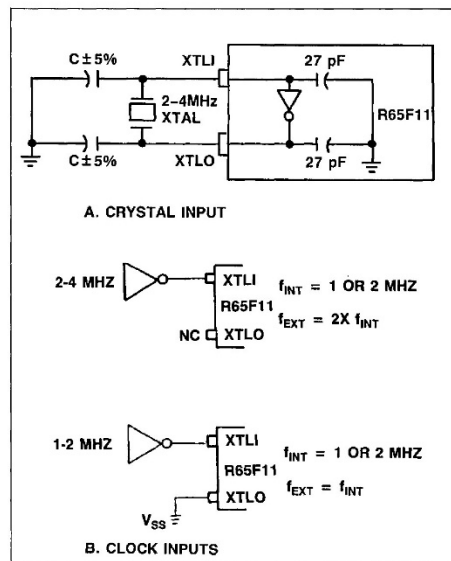 C±5%
XTLI
27 pF
2–4MHz
XTAL
R65F11
C±5%
XTLO
27 pF
A. CRYSTAL INPUT
2-4 MHZ
XTLI
f_INT = 1 OR 2 MHZ
R65F11
f_EXT = 2X f_INT
NC
XTLO
1-2 MHZ
XTLI
f_INT = 1 OR 2 MHZ
R65F11
f_EXT = f_INT
XTLO
V_SS
B. CLOCK INPUTS